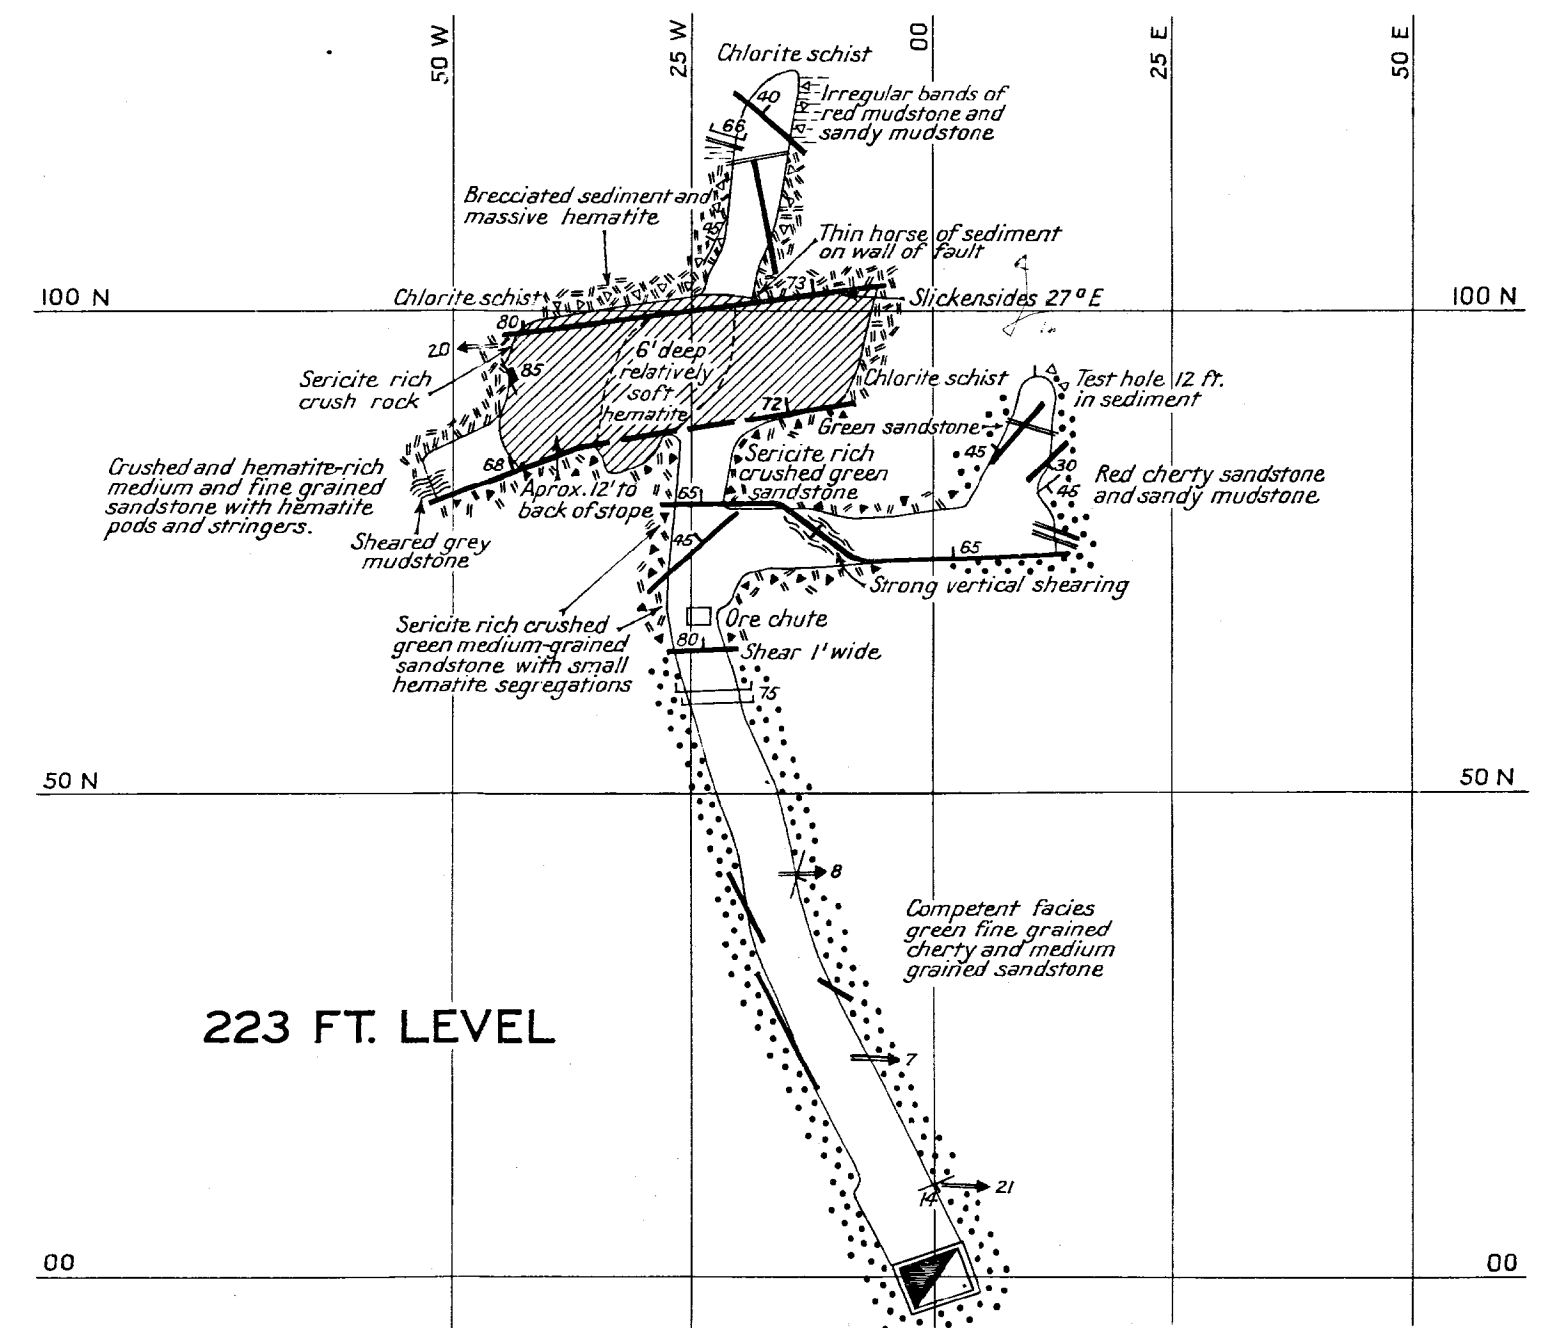 50 W
25 W
00
25 E
50 E
Chlorite schist
40
Irregular bands of
red mudstone and
sandy mudstone
66
Brecciated sediment and
massive hematite
Thin horse of sediment
on wall of fault
73
100 N
Chlorite schist
Slickensides 27° E
100 N
80
20
85
6' deep
relatively
soft
hematite
Sericite rich
crush rock
Chlorite schist
Test hole 12 ft.
in sediment
72
Green sandstone
45
30
45
Red cherty sandstone
and sandy mudstone
Crushed and hematite-rich
medium and fine grained
sandstone with hematite
pods and stringers.
68
Aprox. 12' to
back of stope
Sericite rich
crushed green
sandstone
65
Sheared grey
mudstone
45
65
Strong vertical shearing
Sericite rich crushed
green medium-grained
sandstone with small
hematite segregations
Ore chute
80
Shear 1' wide
75
50 N
50 N
8
Competent facies
green fine grained
cherty and medium
grained sandstone
223 FT. LEVEL
7
21
14
00
00